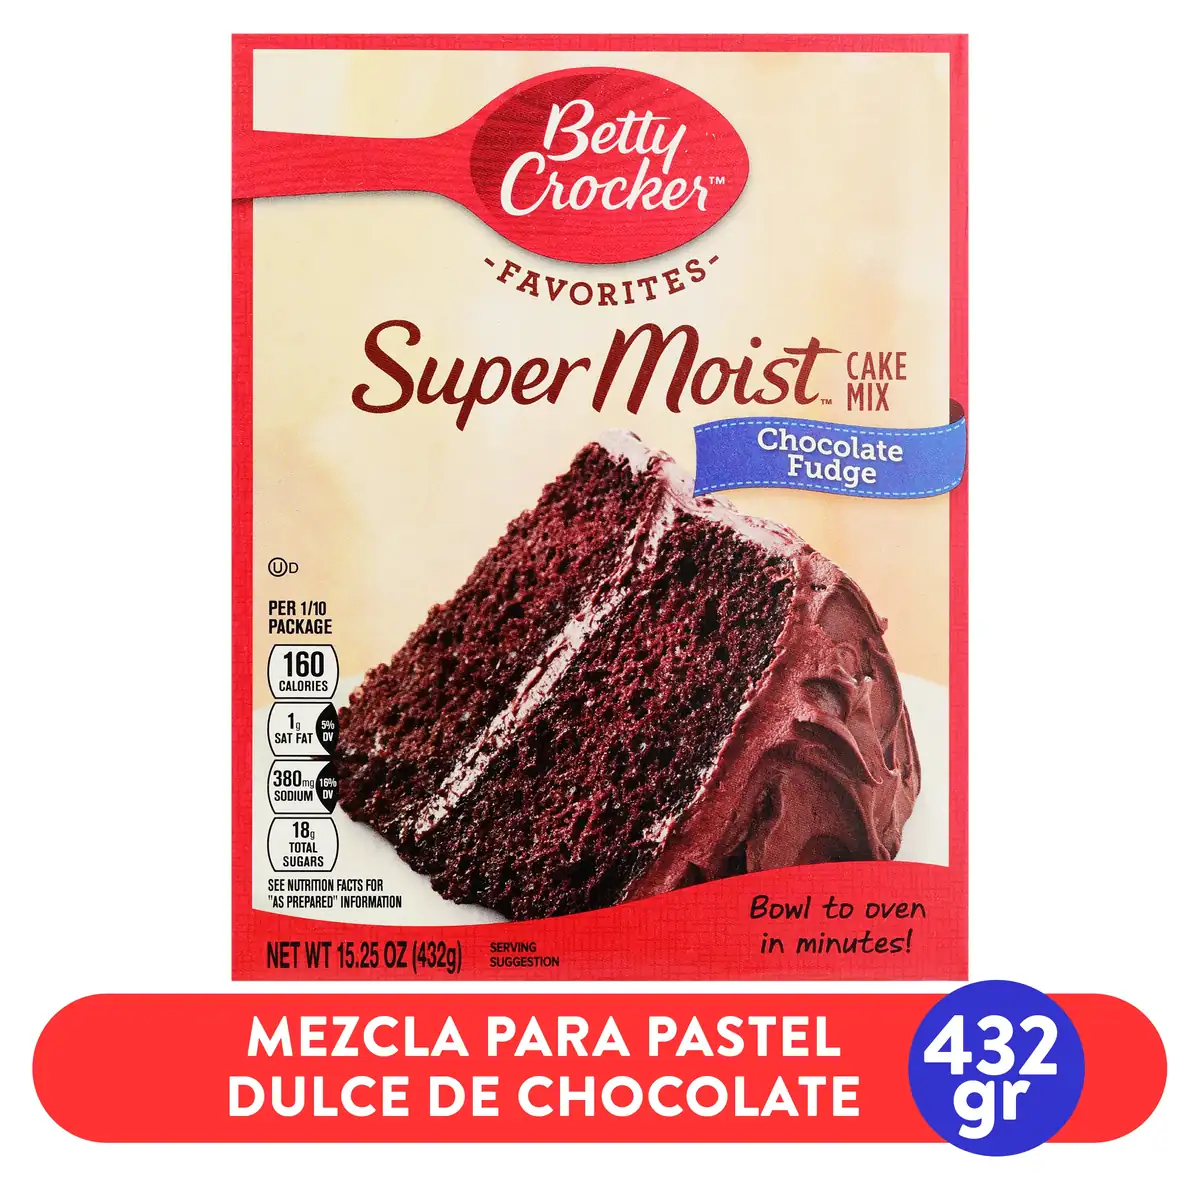 Betty
Crocker™
-FAVORITES-
SuperMoist™
CAKE
MIX
Chocolate
Fudge
UD
PER 1/10
PACKAGE
160
CALORIES
1g
SAT FAT
5%
DV
380mg
SODIUM
16%
DV
18g
TOTAL
SUGARS
SEE NUTRITION FACTS FOR
"AS PREPARED" INFORMATION
NET WT 15.25 OZ (432g)
SERVING
SUGGESTION
Bowl to oven
in minutes!
MEZCLA PARA PASTEL
DULCE DE CHOCOLATE
432
gr